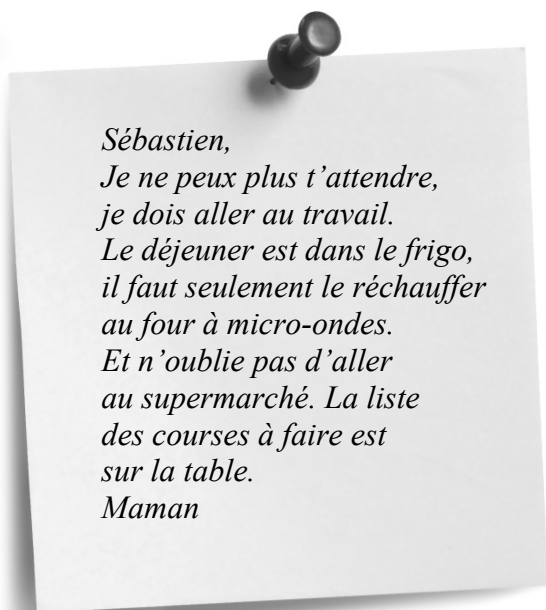 Sébastien,
Je ne peux plus t’attendre,
je dois aller au travail.
Le déjeuner est dans le frigo,
il faut seulement le réchauffer
au four à micro-ondes.
Et n’oublie pas d’aller
au supermarché. La liste
des courses à faire est
sur la table.
Maman